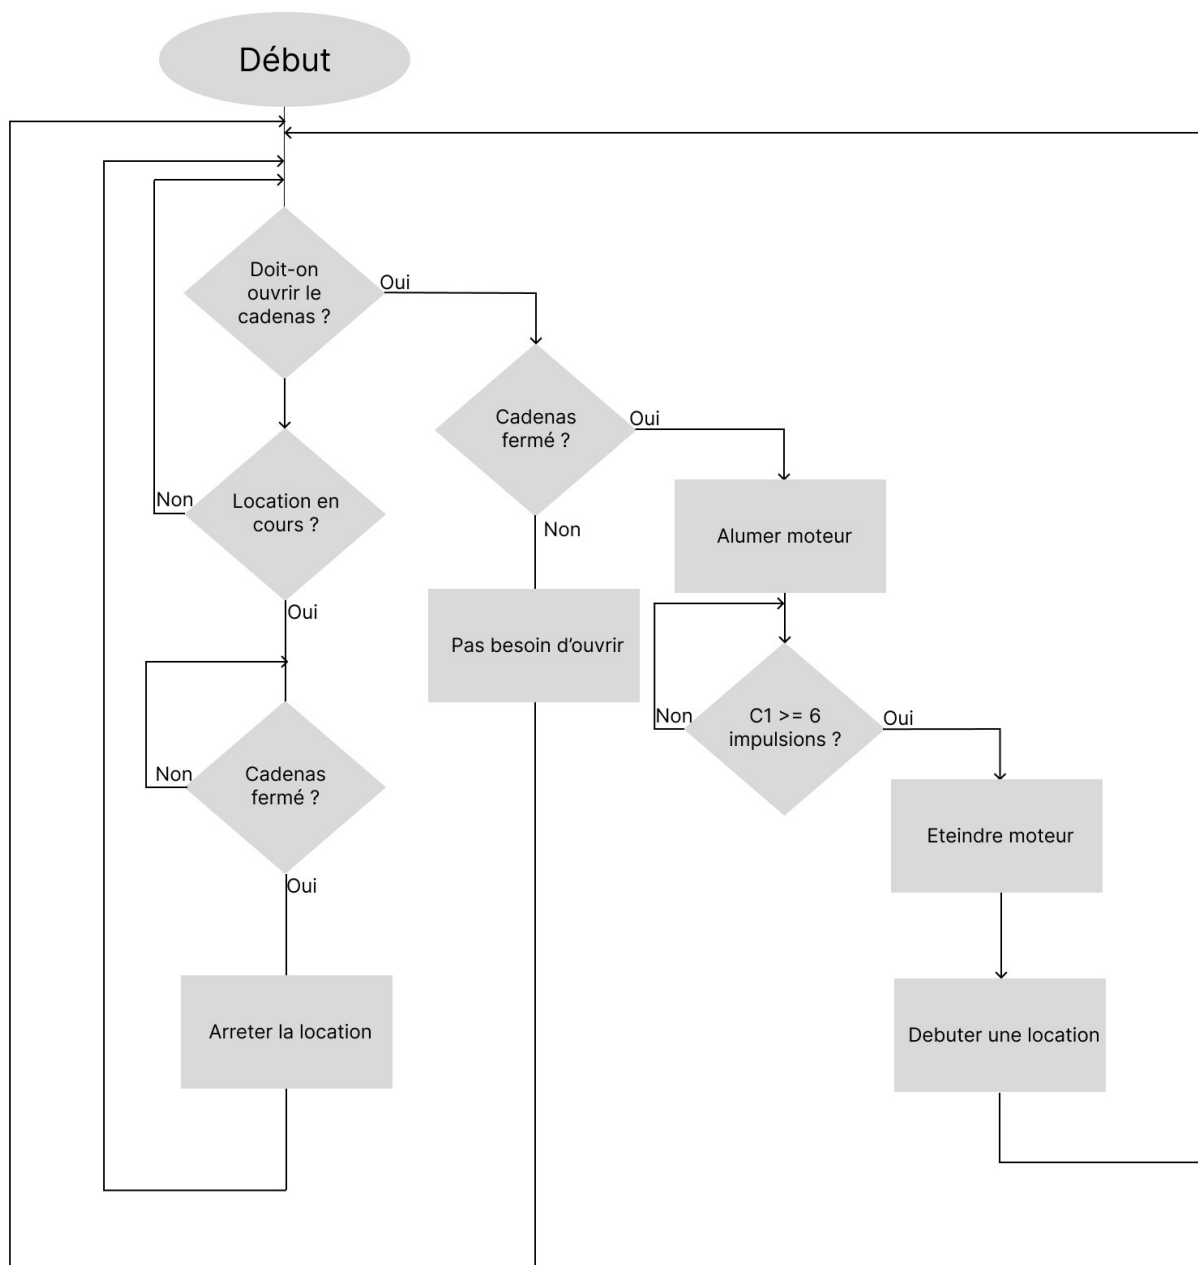 Début
Doit-on
ouvrir le
cadenas ?
Oui
Cadenas
fermé ?
Oui
Non
Location en
cours ?
Non
Oui
Alumer moteur
Pas besoin d’ouvrir
Non
C1 >= 6
impulsions ?
Oui
Non
Cadenas
fermé ?
Oui
Eteindre moteur
Arreter la location
Debuter une location